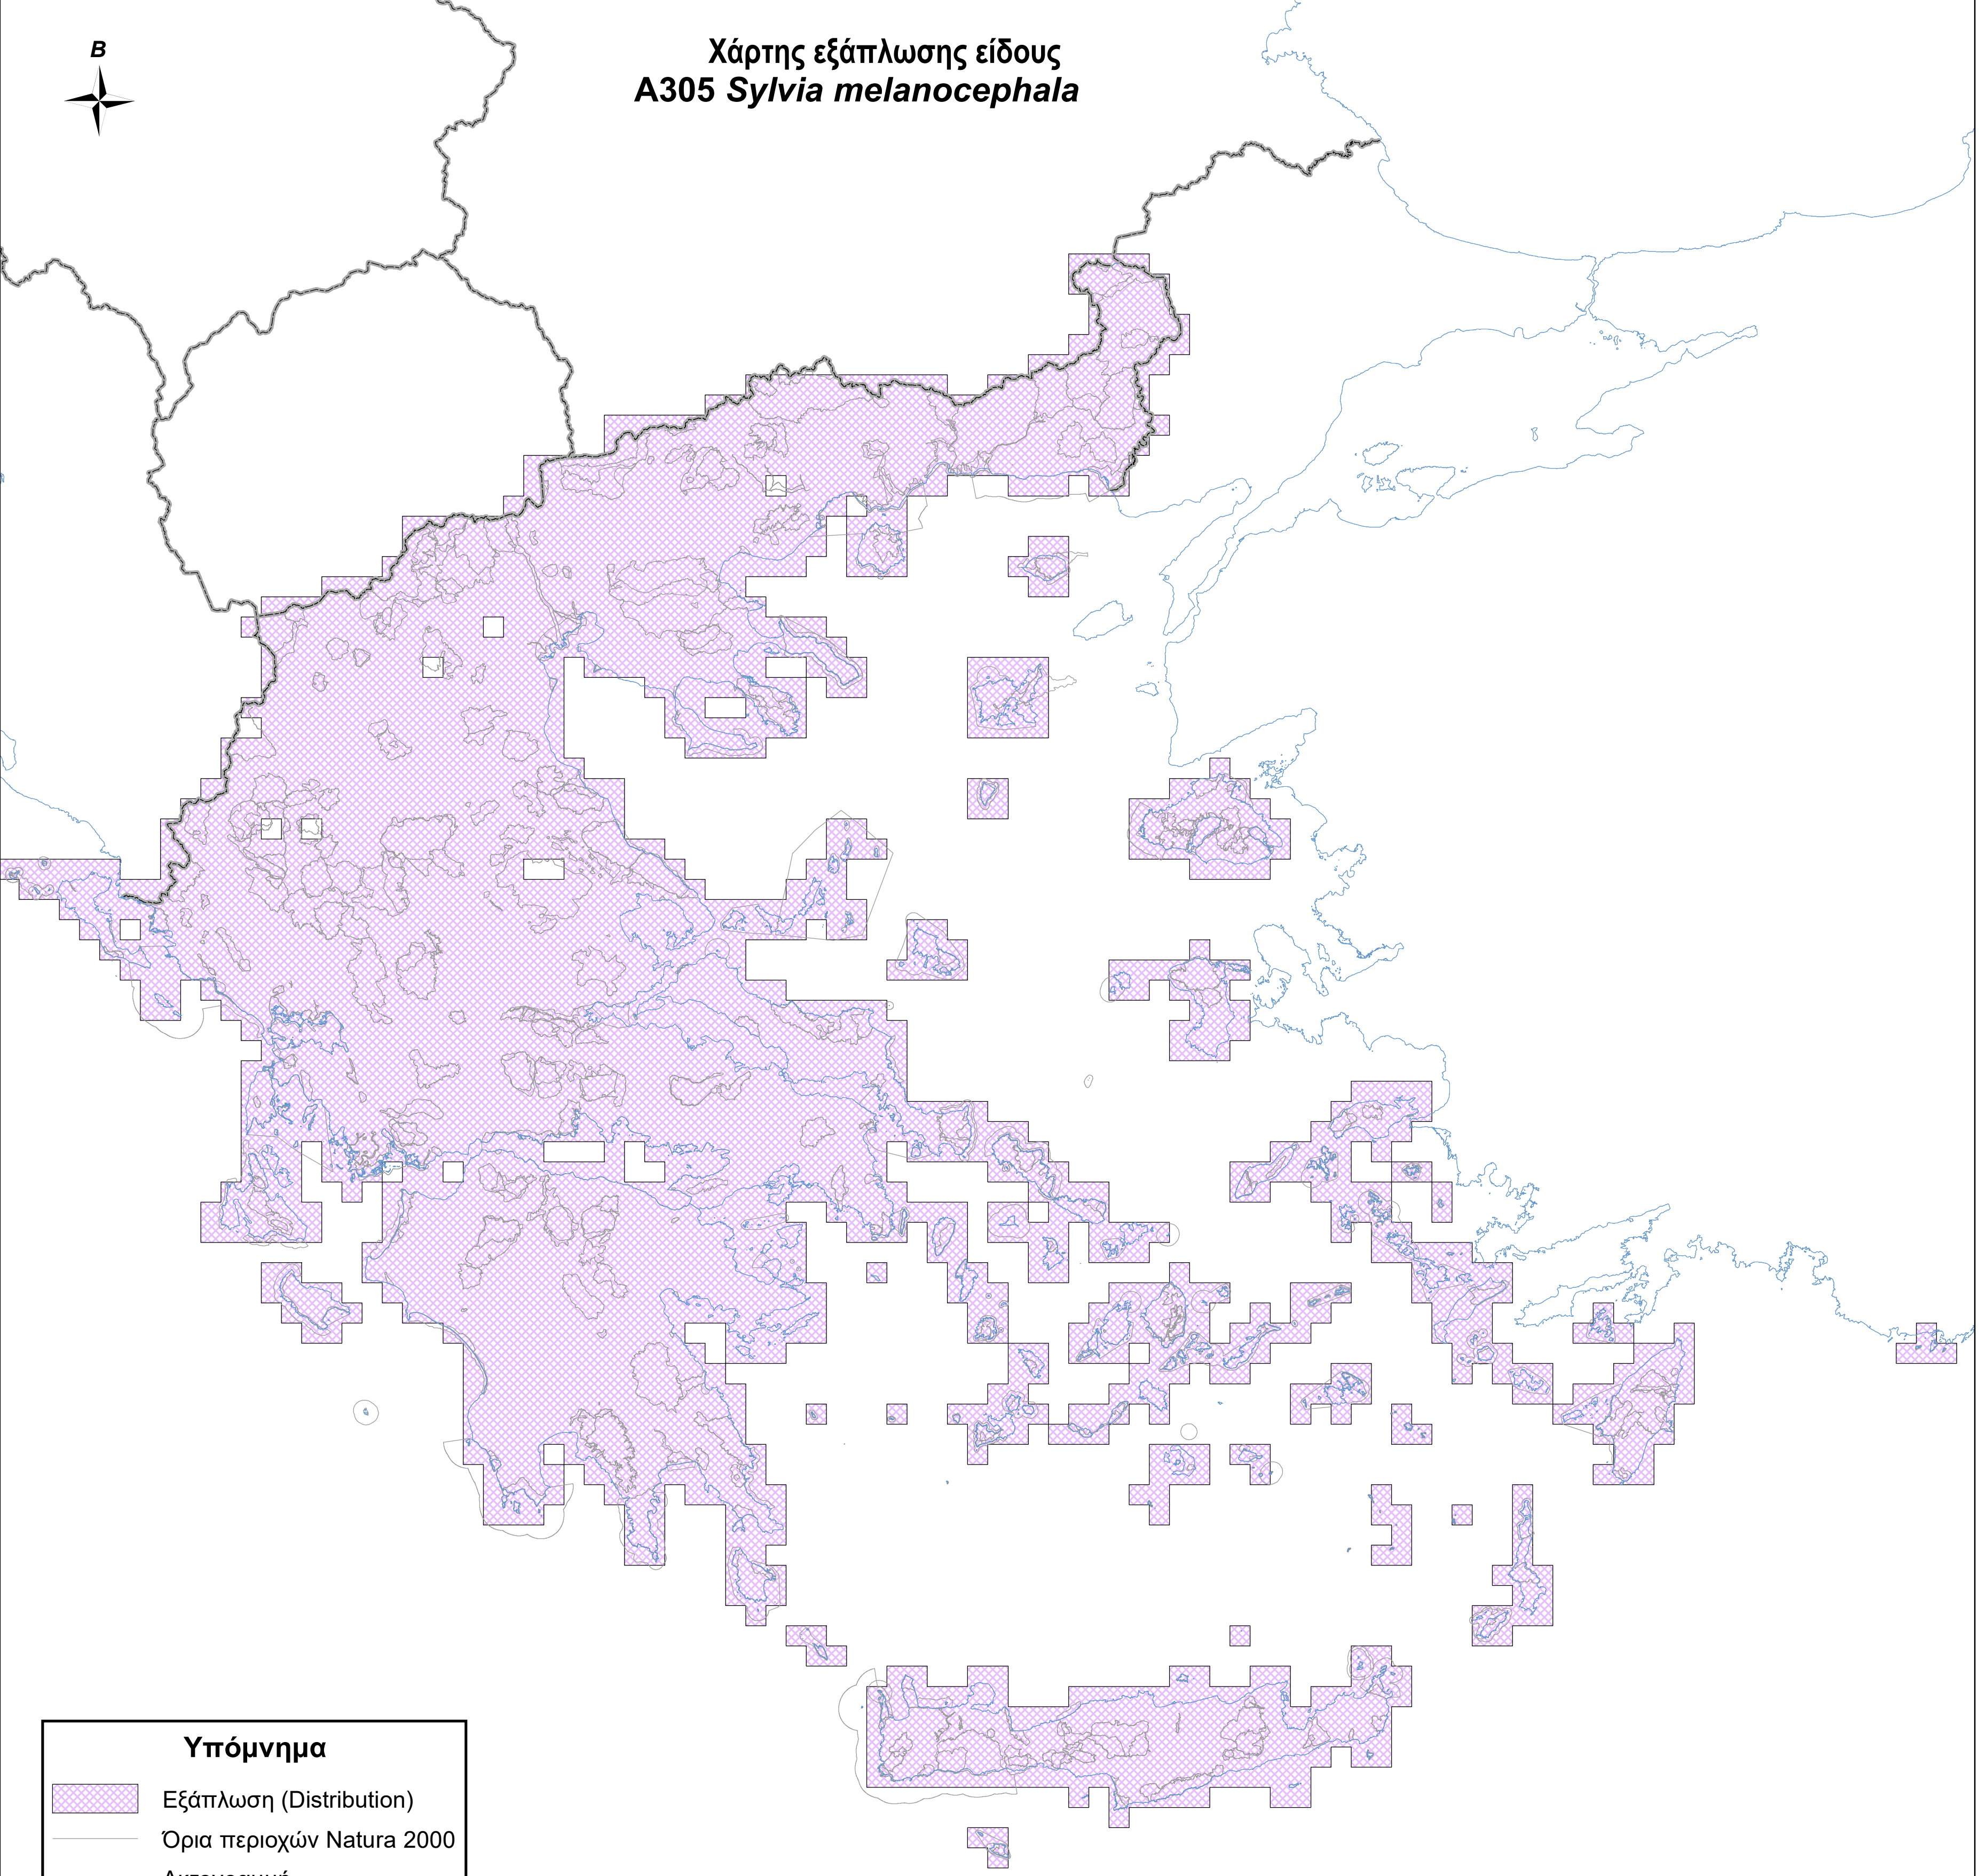 B
Χάρτης εξάπλωσης είδους
A305 Sylvia melanocephala
Υπόμνημα
Εξάπλωση (Distribution)
Όρια περιοχών Natura 2000